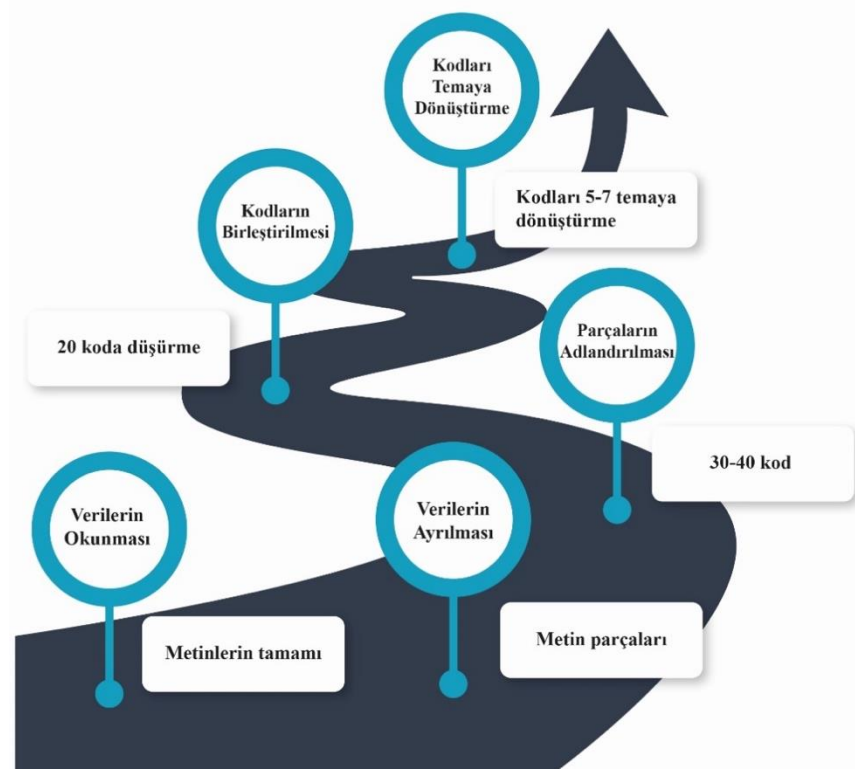 Kodları
Temaya
Dönüştürme
Kodları 5-7 temaya
dönüştürme
Kodların
Birleştirilmesi
20 koda düşürme
Parçaların
Adlandırılması
30-40 kod
Verilerin
Okunması
Verilerin
Ayrılması
Metinlerin tamamı
Metin parçaları